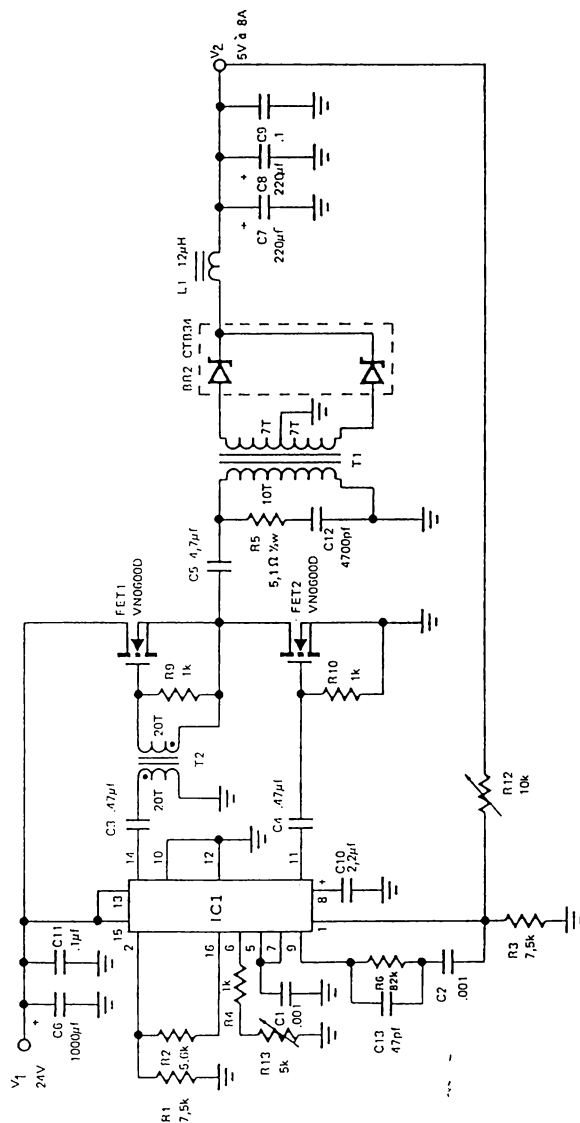 V1
24V
C6
1000µf
+
C11
.1µf
R1
7,5k
R2
5,6k
R4
1k
R13
5k
C1
.001
C13
47pf
R6
82k
C2
.001
R3
7,5k
R12
10k
IC1
15
13
2
16
6
5
7
9
1
14
10
12
11
8
+
C10
2,2µf
C3 .47µf
C4 .47µf
20T
20T
T2
R9
1k
R10
1k
FET1
VN0600D
FET2
VN0600D
C5 4,7µf
R5
5,1 Ω ½w
C12
4700pf
10T
7T
7T
T1
BR2 CTB34
L1 12µH
+
C7
220µf
+
C8
220µf
C9
.1
V2
5V à 8A